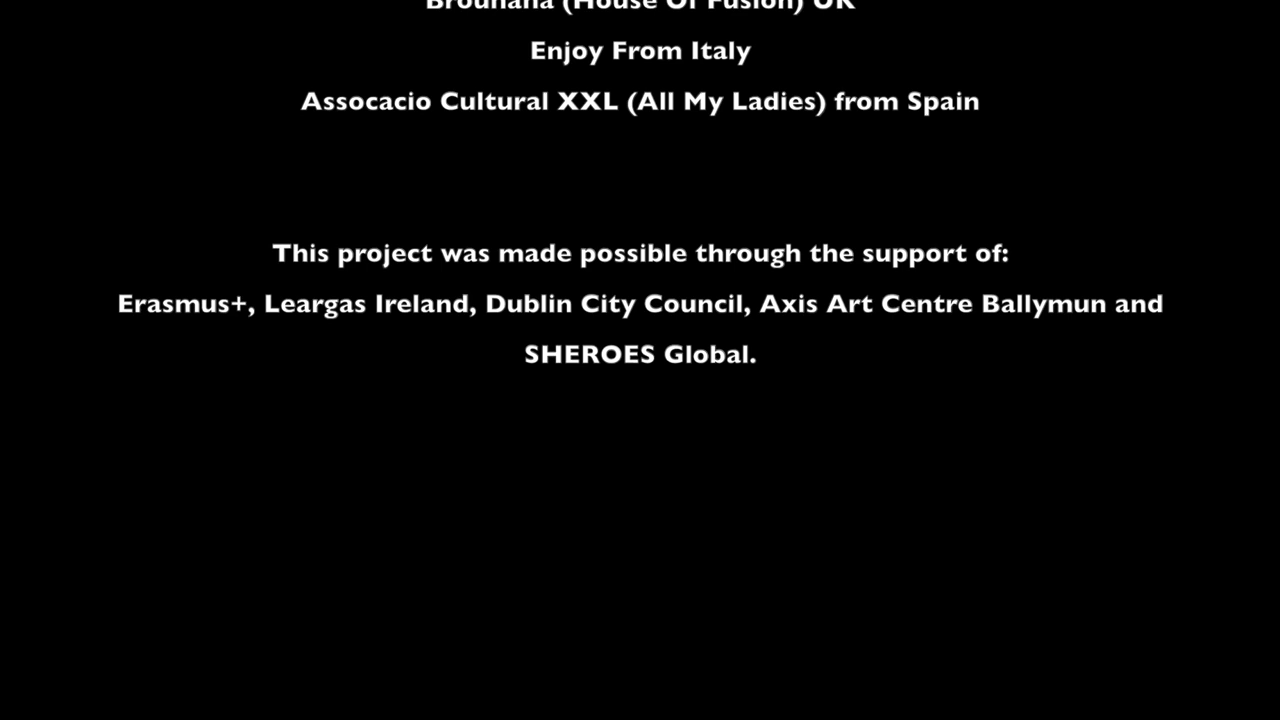 Brouhaha (House Of Fusion) UK
Enjoy From Italy
Assocacio Cultural XXL (All My Ladies) from Spain
This project was made possible through the support of:
Erasmus+, Leargas Ireland, Dublin City Council, Axis Art Centre Ballymun and
SHEROES Global.